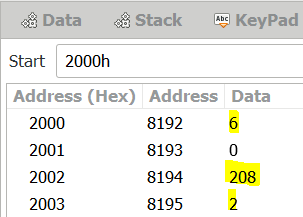 Data Stack Abc KeyPad
Start 2000h
Address (Hex) Address Data
2000 8192 6
2001 8193 0
2002 8194 208
2003 8195 2